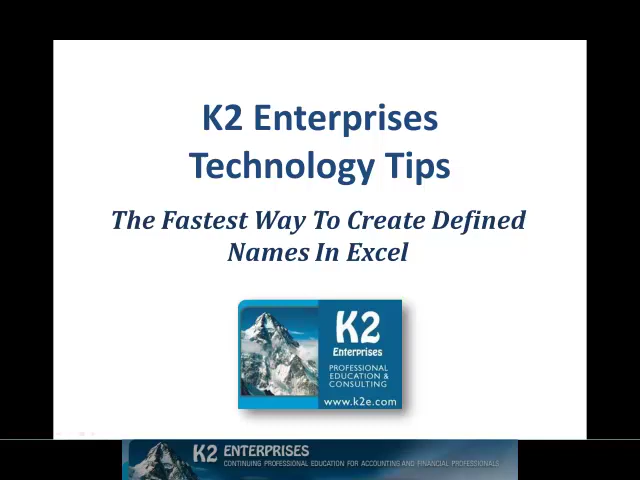 K2 Enterprises
Technology Tips
The Fastest Way To Create Defined
Names In Excel
K2
Enterprises
PROFESSIONAL
EDUCATION &
CONSULTING
www.k2e.com
K2 ENTERPRISES
CONTINUING PROFESSIONAL EDUCATION FOR ACCOUNTING AND FINANCIAL PROFESSIONALS